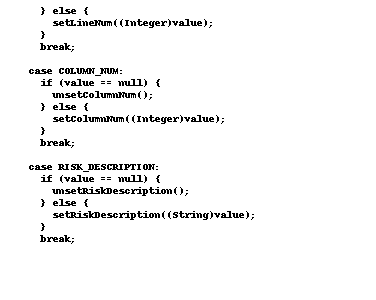 } else {
setLineNum((Integer)value);
}
break;
case COLUMN_NUM:
if (value == null) {
unsetColumnNum();
} else {
setColumnNum((Integer)value);
}
break;
case RISK_DESCRIPTION:
if (value == null) {
unsetRiskDescription();
} else {
setRiskDescription((String)value);
}
break;